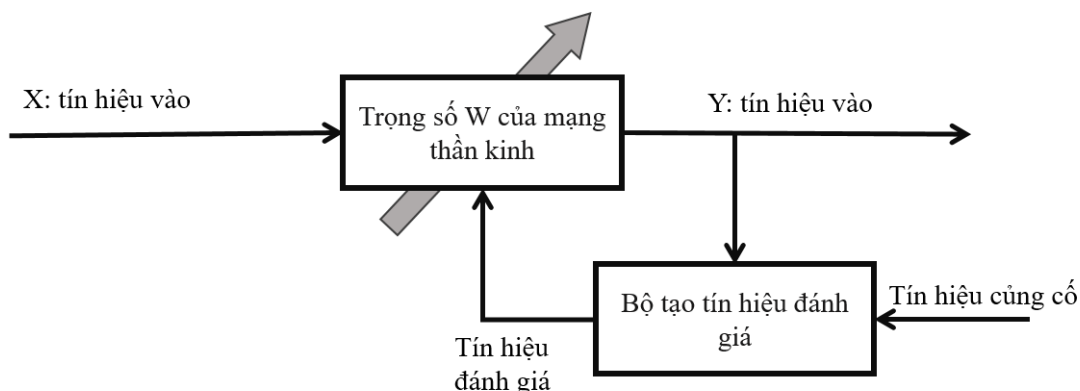 X: tín hiệu vào
Y: tín hiệu vào
Trọng số W của mạng
thần kinh
Bộ tạo tín hiệu đánh
giá
Tín hiệu củng cố
Tín hiệu
đánh giá